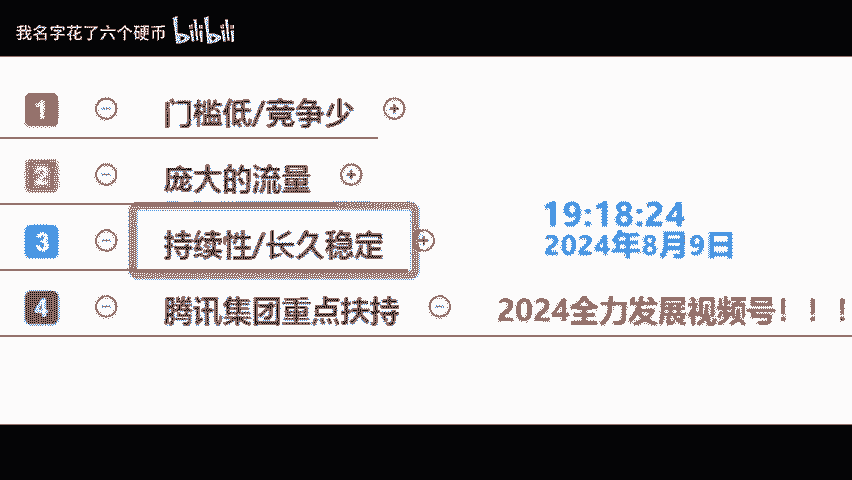 我名字花了六个硬币 bilibili
1 门槛低/竞争少
2 庞大的流量
3 持续性/长久稳定
19:18:24
2024年8月9日
4 腾讯集团重点扶持 2024全力发展视频号！！！